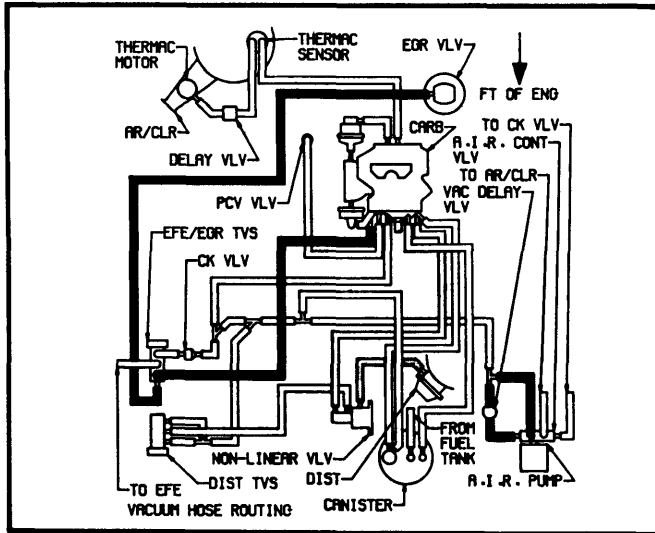 THERMAC
MOTOR
THERMAC
SENSOR
EGR VLV
FT OF ENG
AR/CLR
DELAY VLV
PCV VLV
CARB
TO CK VLV
A.I.R. CONT
VLV
TO AR/CLR
VAC DELAY
VLV
EFE/EGR TVS
CK VLV
NON-LINEAR VLV
DIST TVS
DIST
FROM
FUEL
TANK
CANISTER
A.I.R. PUMP
TO EFE
VACUUM HOSE ROUTING